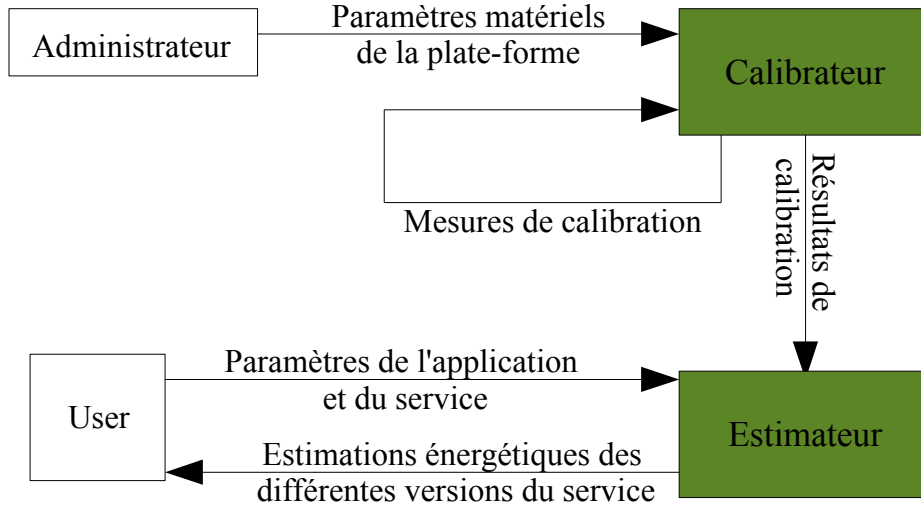 Administrateur
Paramètres matériels
de la plate-forme
Calibrateur
Mesures de calibration
Résultats de
calibration
User
Paramètres de l'application
et du service
Estimateur
Estimations énergétiques des
différentes versions du service